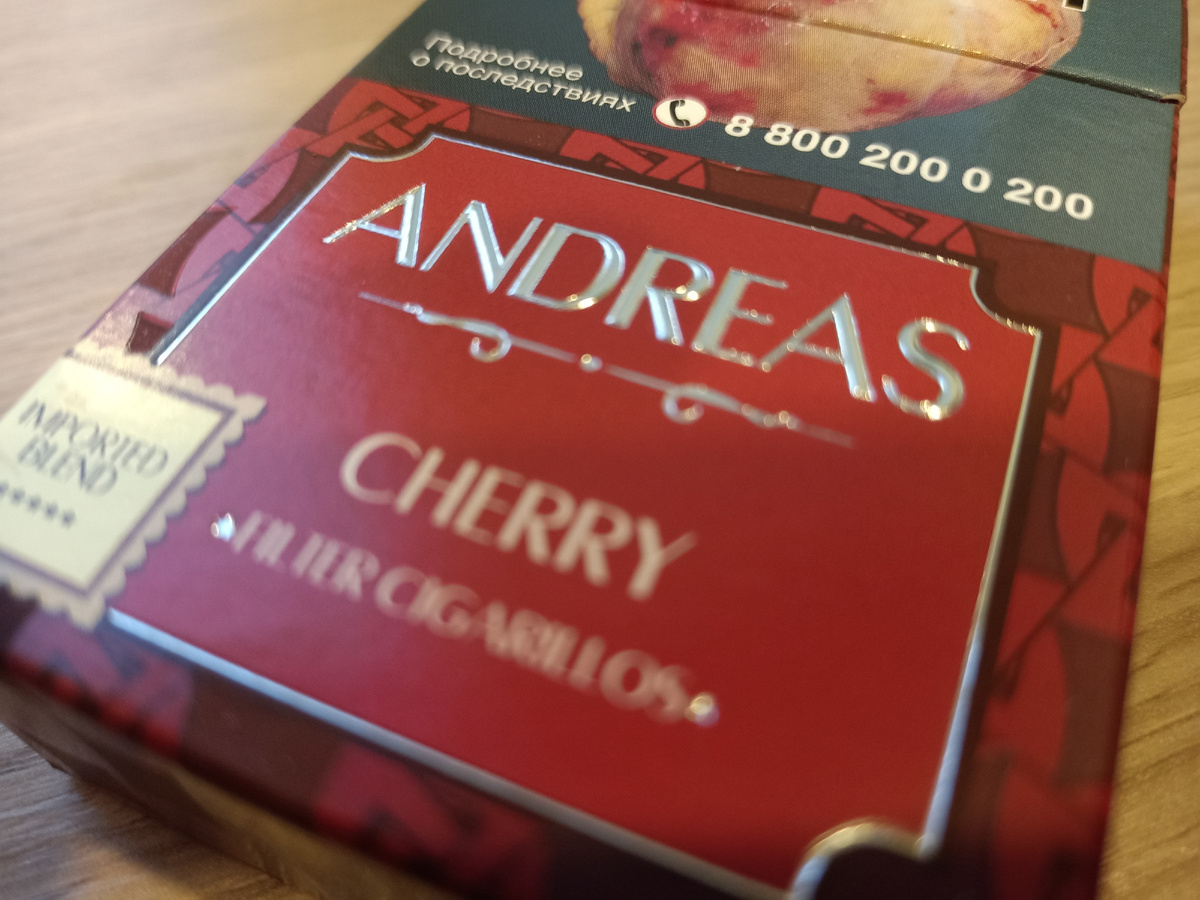 Подробнее
о последствиях
8 800 200 0 200
ANDREAS
CHERRY
FILTER CIGARILLOS
IMPORTED
BLEND